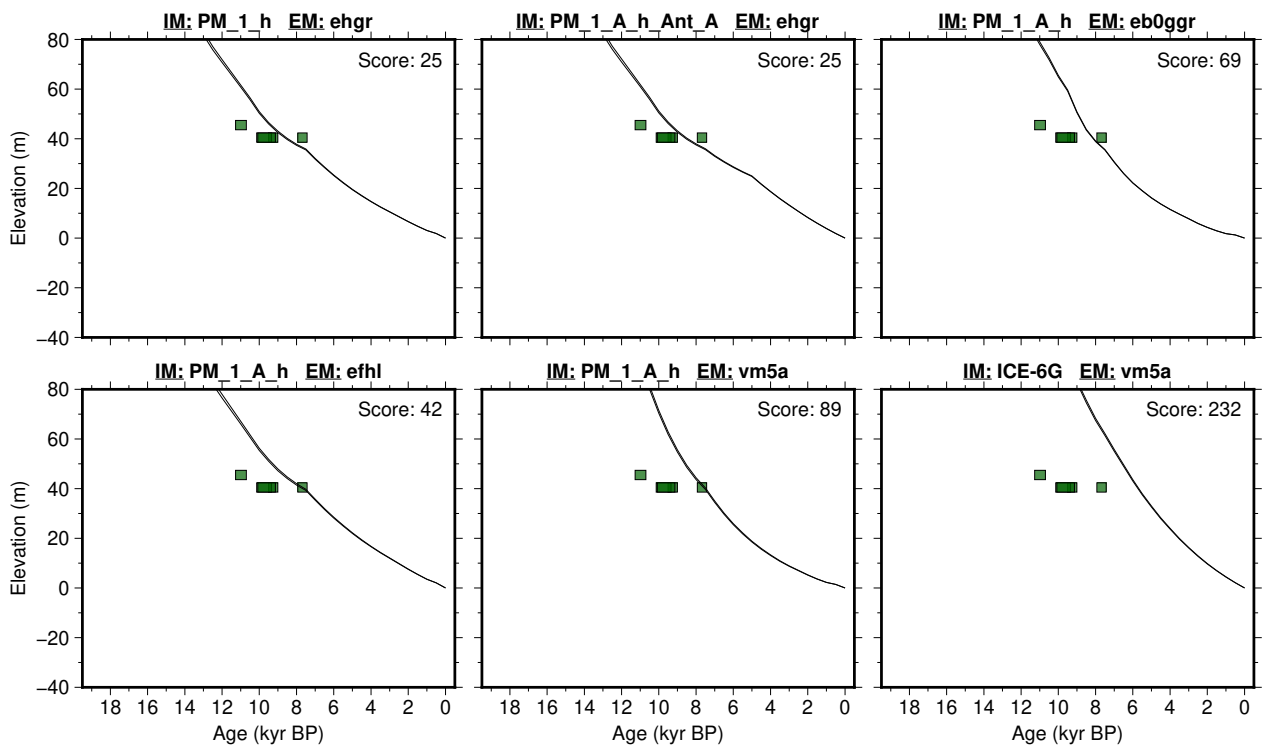 IM: PM_1_h EM: ehgr
IM: PM_1_A_h_Ant_A EM: ehgr
IM: PM_1_A_h EM: eb0ggr
80
60
40
20
0
−20
−40
Elevation (m)
Score: 25
Score: 25
Score: 69
IM: PM_1_A_h EM: efhl
IM: PM_1_A_h EM: vm5a
IM: ICE-6G EM: vm5a
80
60
40
20
0
−20
−40
Elevation (m)
Score: 42
Score: 89
Score: 232
18 16 14 12 10 8 6 4 2 0
18 16 14 12 10 8 6 4 2 0
18 16 14 12 10 8 6 4 2 0
Age (kyr BP)
Age (kyr BP)
Age (kyr BP)